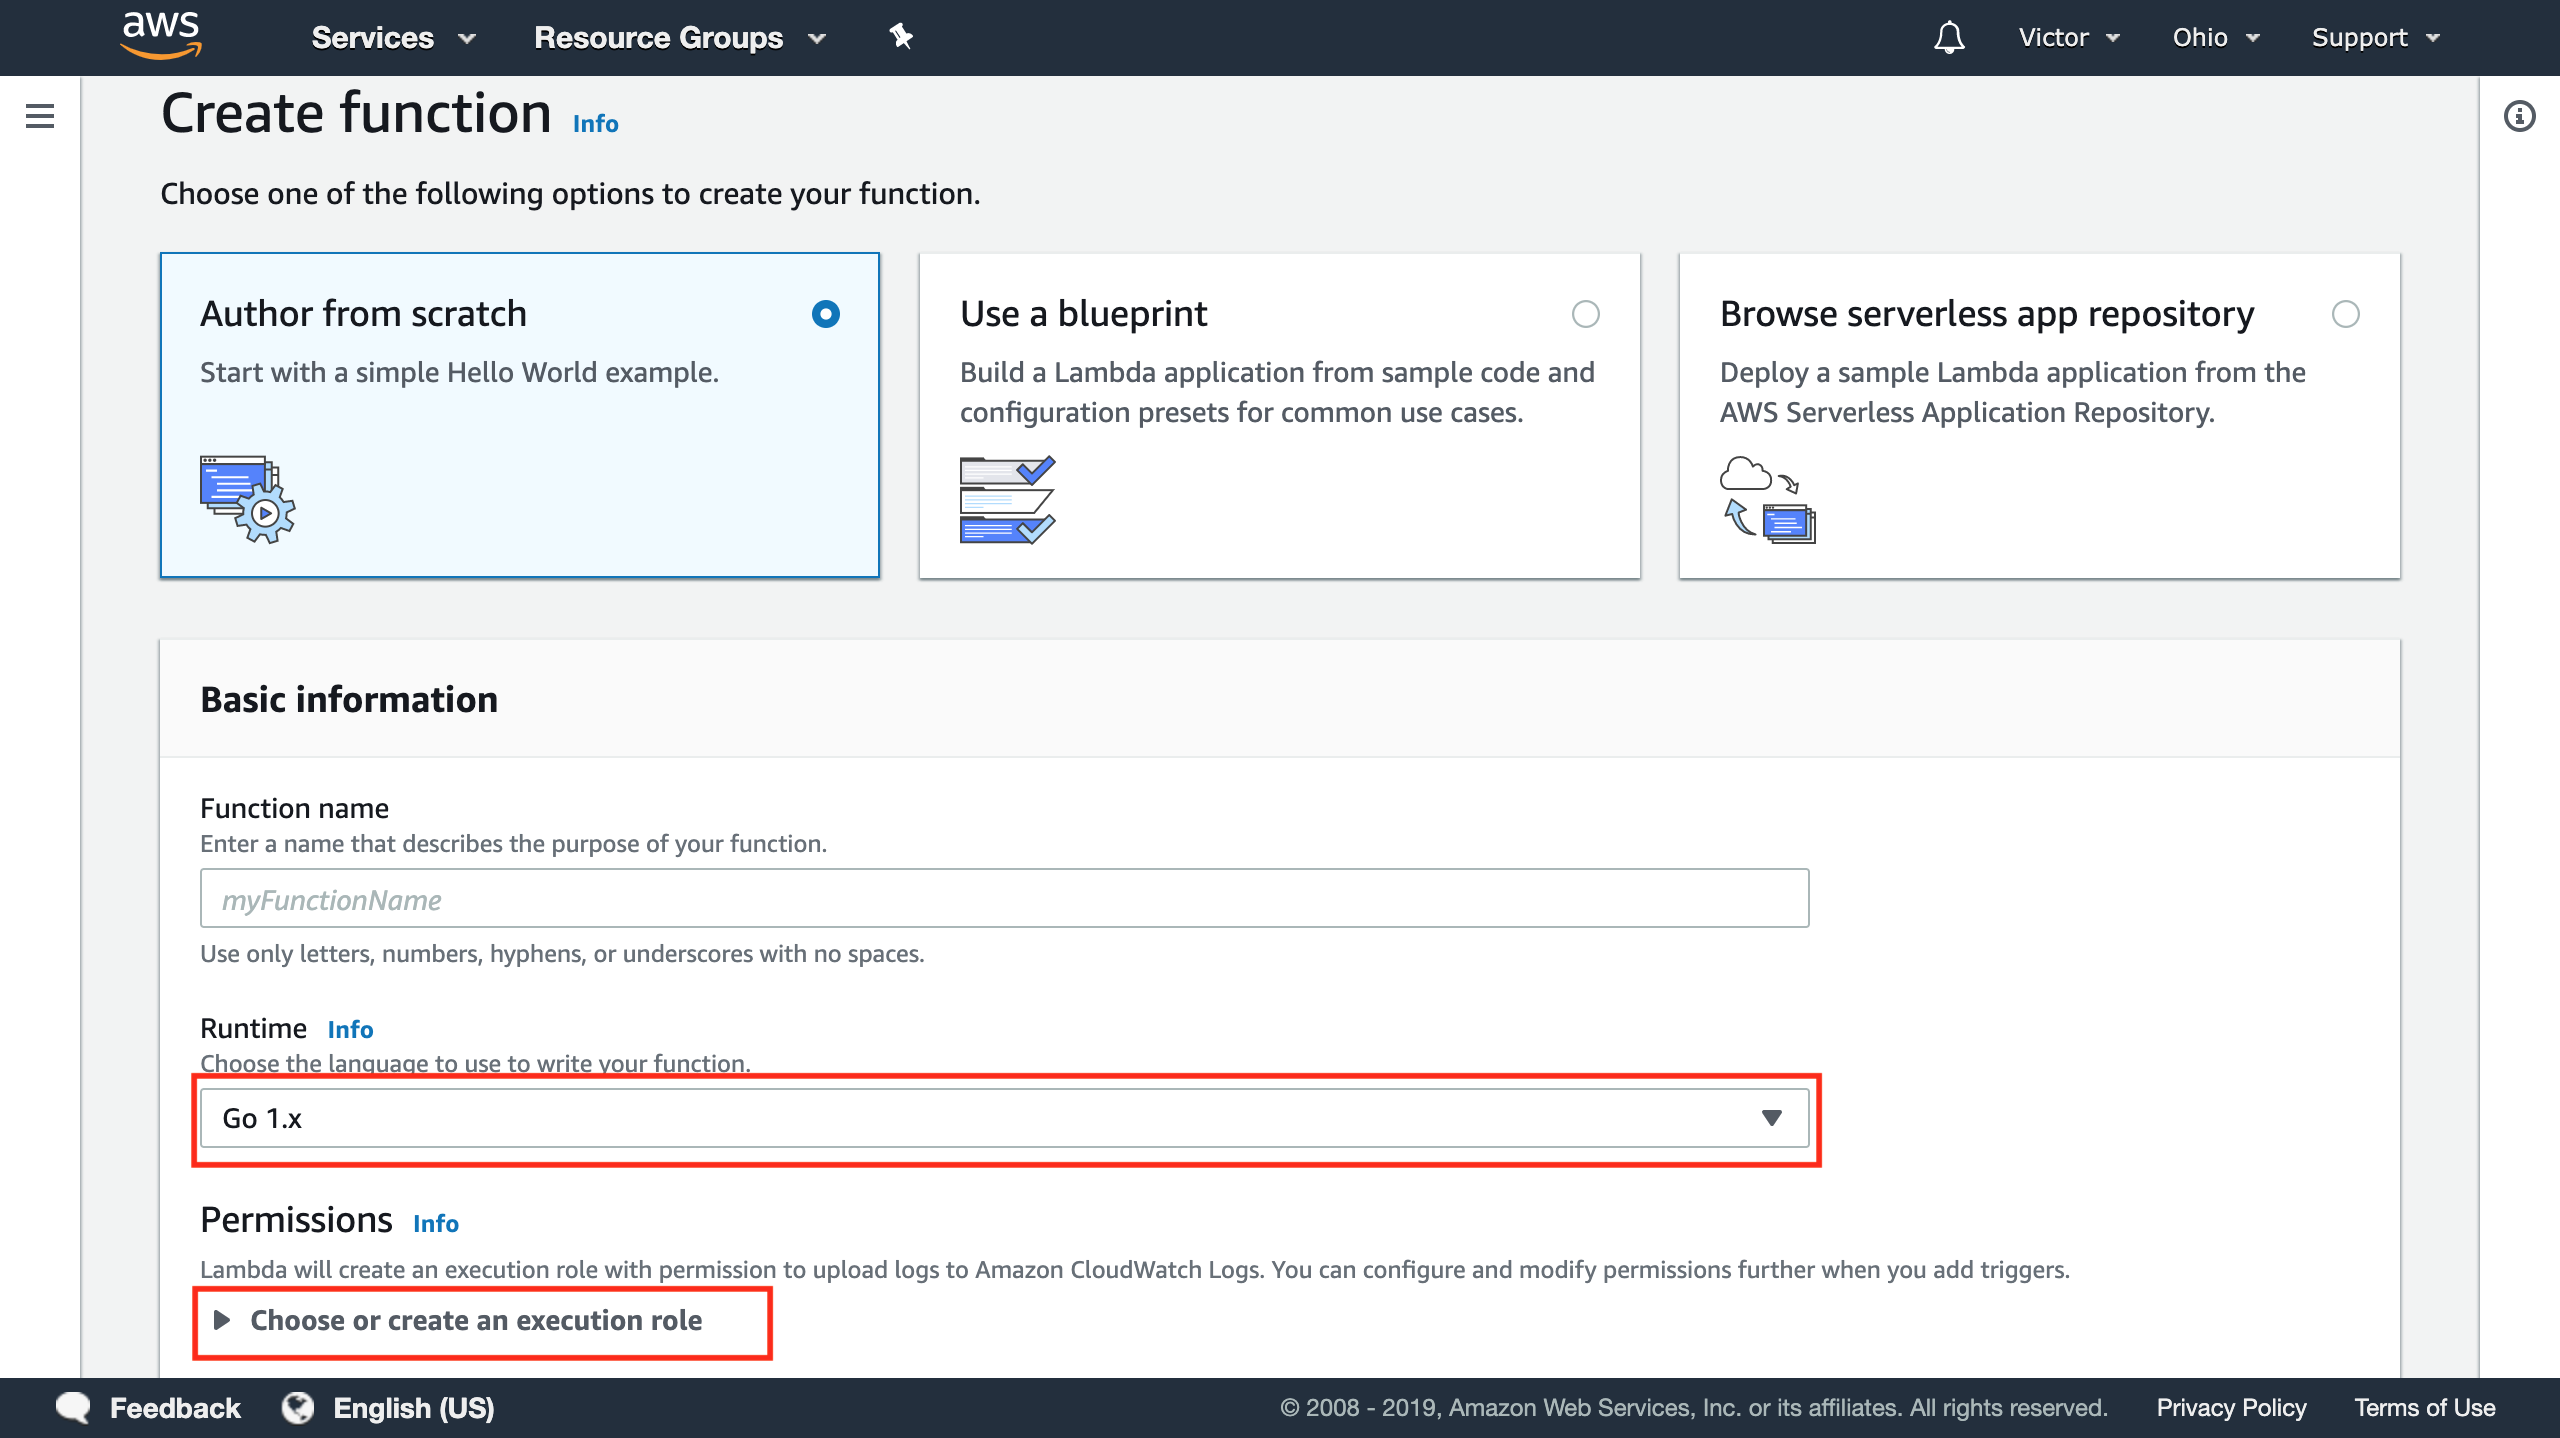 aws Services Resource Groups Victor Ohio Support
Create function Info
Choose one of the following options to create your function.
Author from scratch
Start with a simple Hello World example.
Use a blueprint
Build a Lambda application from sample code and
configuration presets for common use cases.
Browse serverless app repository
Deploy a sample Lambda application from the
AWS Serverless Application Repository.
Basic information
Function name
Enter a name that describes the purpose of your function.
myFunctionName
Use only letters, numbers, hyphens, or underscores with no spaces.
Runtime Info
Choose the language to use to write your function.
Go 1.x
Permissions Info
Lambda will create an execution role with permission to upload logs to Amazon CloudWatch Logs. You can configure and modify permissions further when you add triggers.
Choose or create an execution role
Feedback English (US) © 2008 - 2019, Amazon Web Services, Inc. or its affiliates. All rights reserved. Privacy Policy Terms of Use